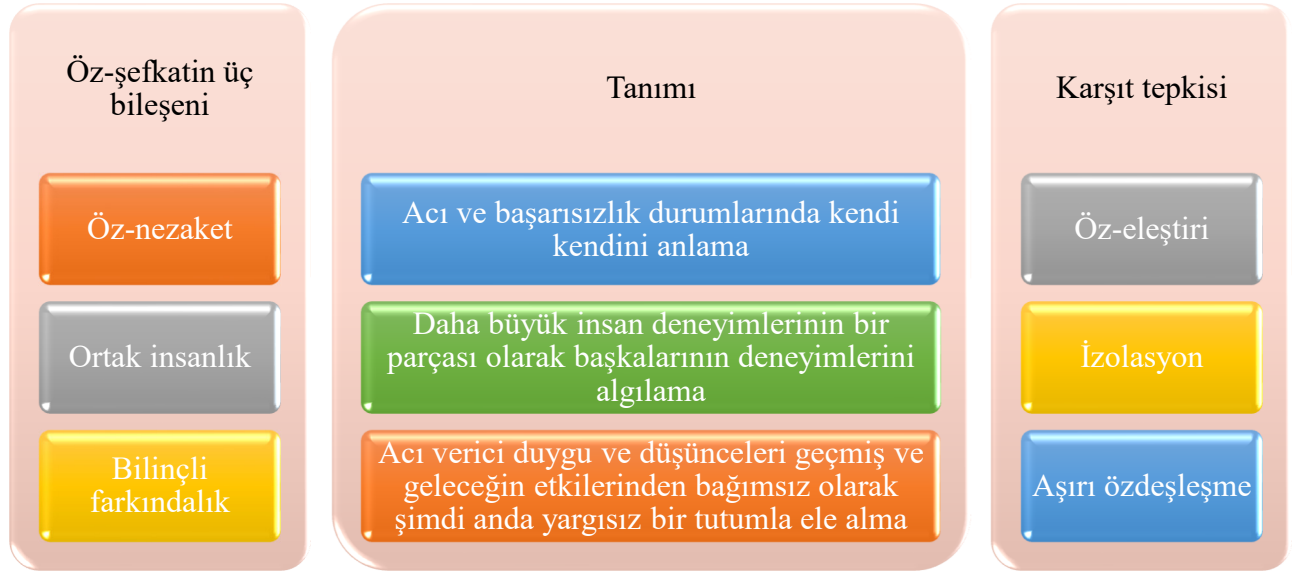 Öz-şefkatin üç
bileşeni
Tanımı
Karşıt tepkisi
Öz-nezaket
Acı ve başarısızlık durumlarında kendi
kendini anlama
Öz-eleştiri
Ortak insanlık
Daha büyük insan deneyimlerinin bir
parçası olarak başkalarının deneyimlerini
algılama
İzolasyon
Bilinçli
farkındalık
Acı verici duygu ve düşünceleri geçmiş ve
geleceğin etkilerinden bağımsız olarak
şimdi anda yargısız bir tutumla ele alma
Aşırı özdeşleşme